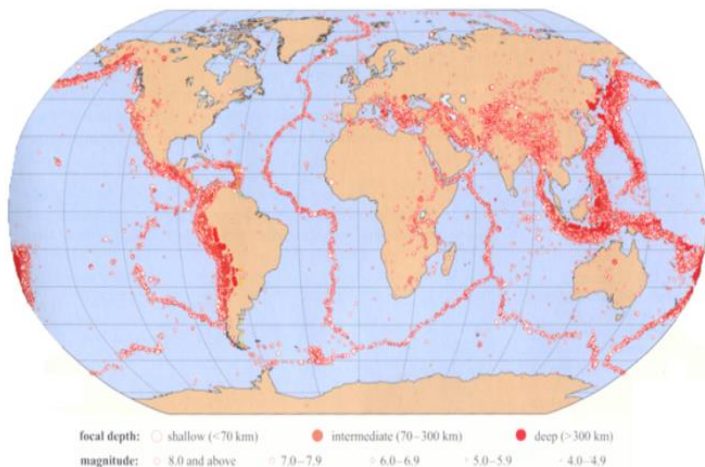 focal depth: shallow (<70 km) intermediate (70–300 km) deep (>300 km)
magnitude: 8.0 and above 7.0–7.9 6.0–6.9 5.0–5.9 4.0–4.9